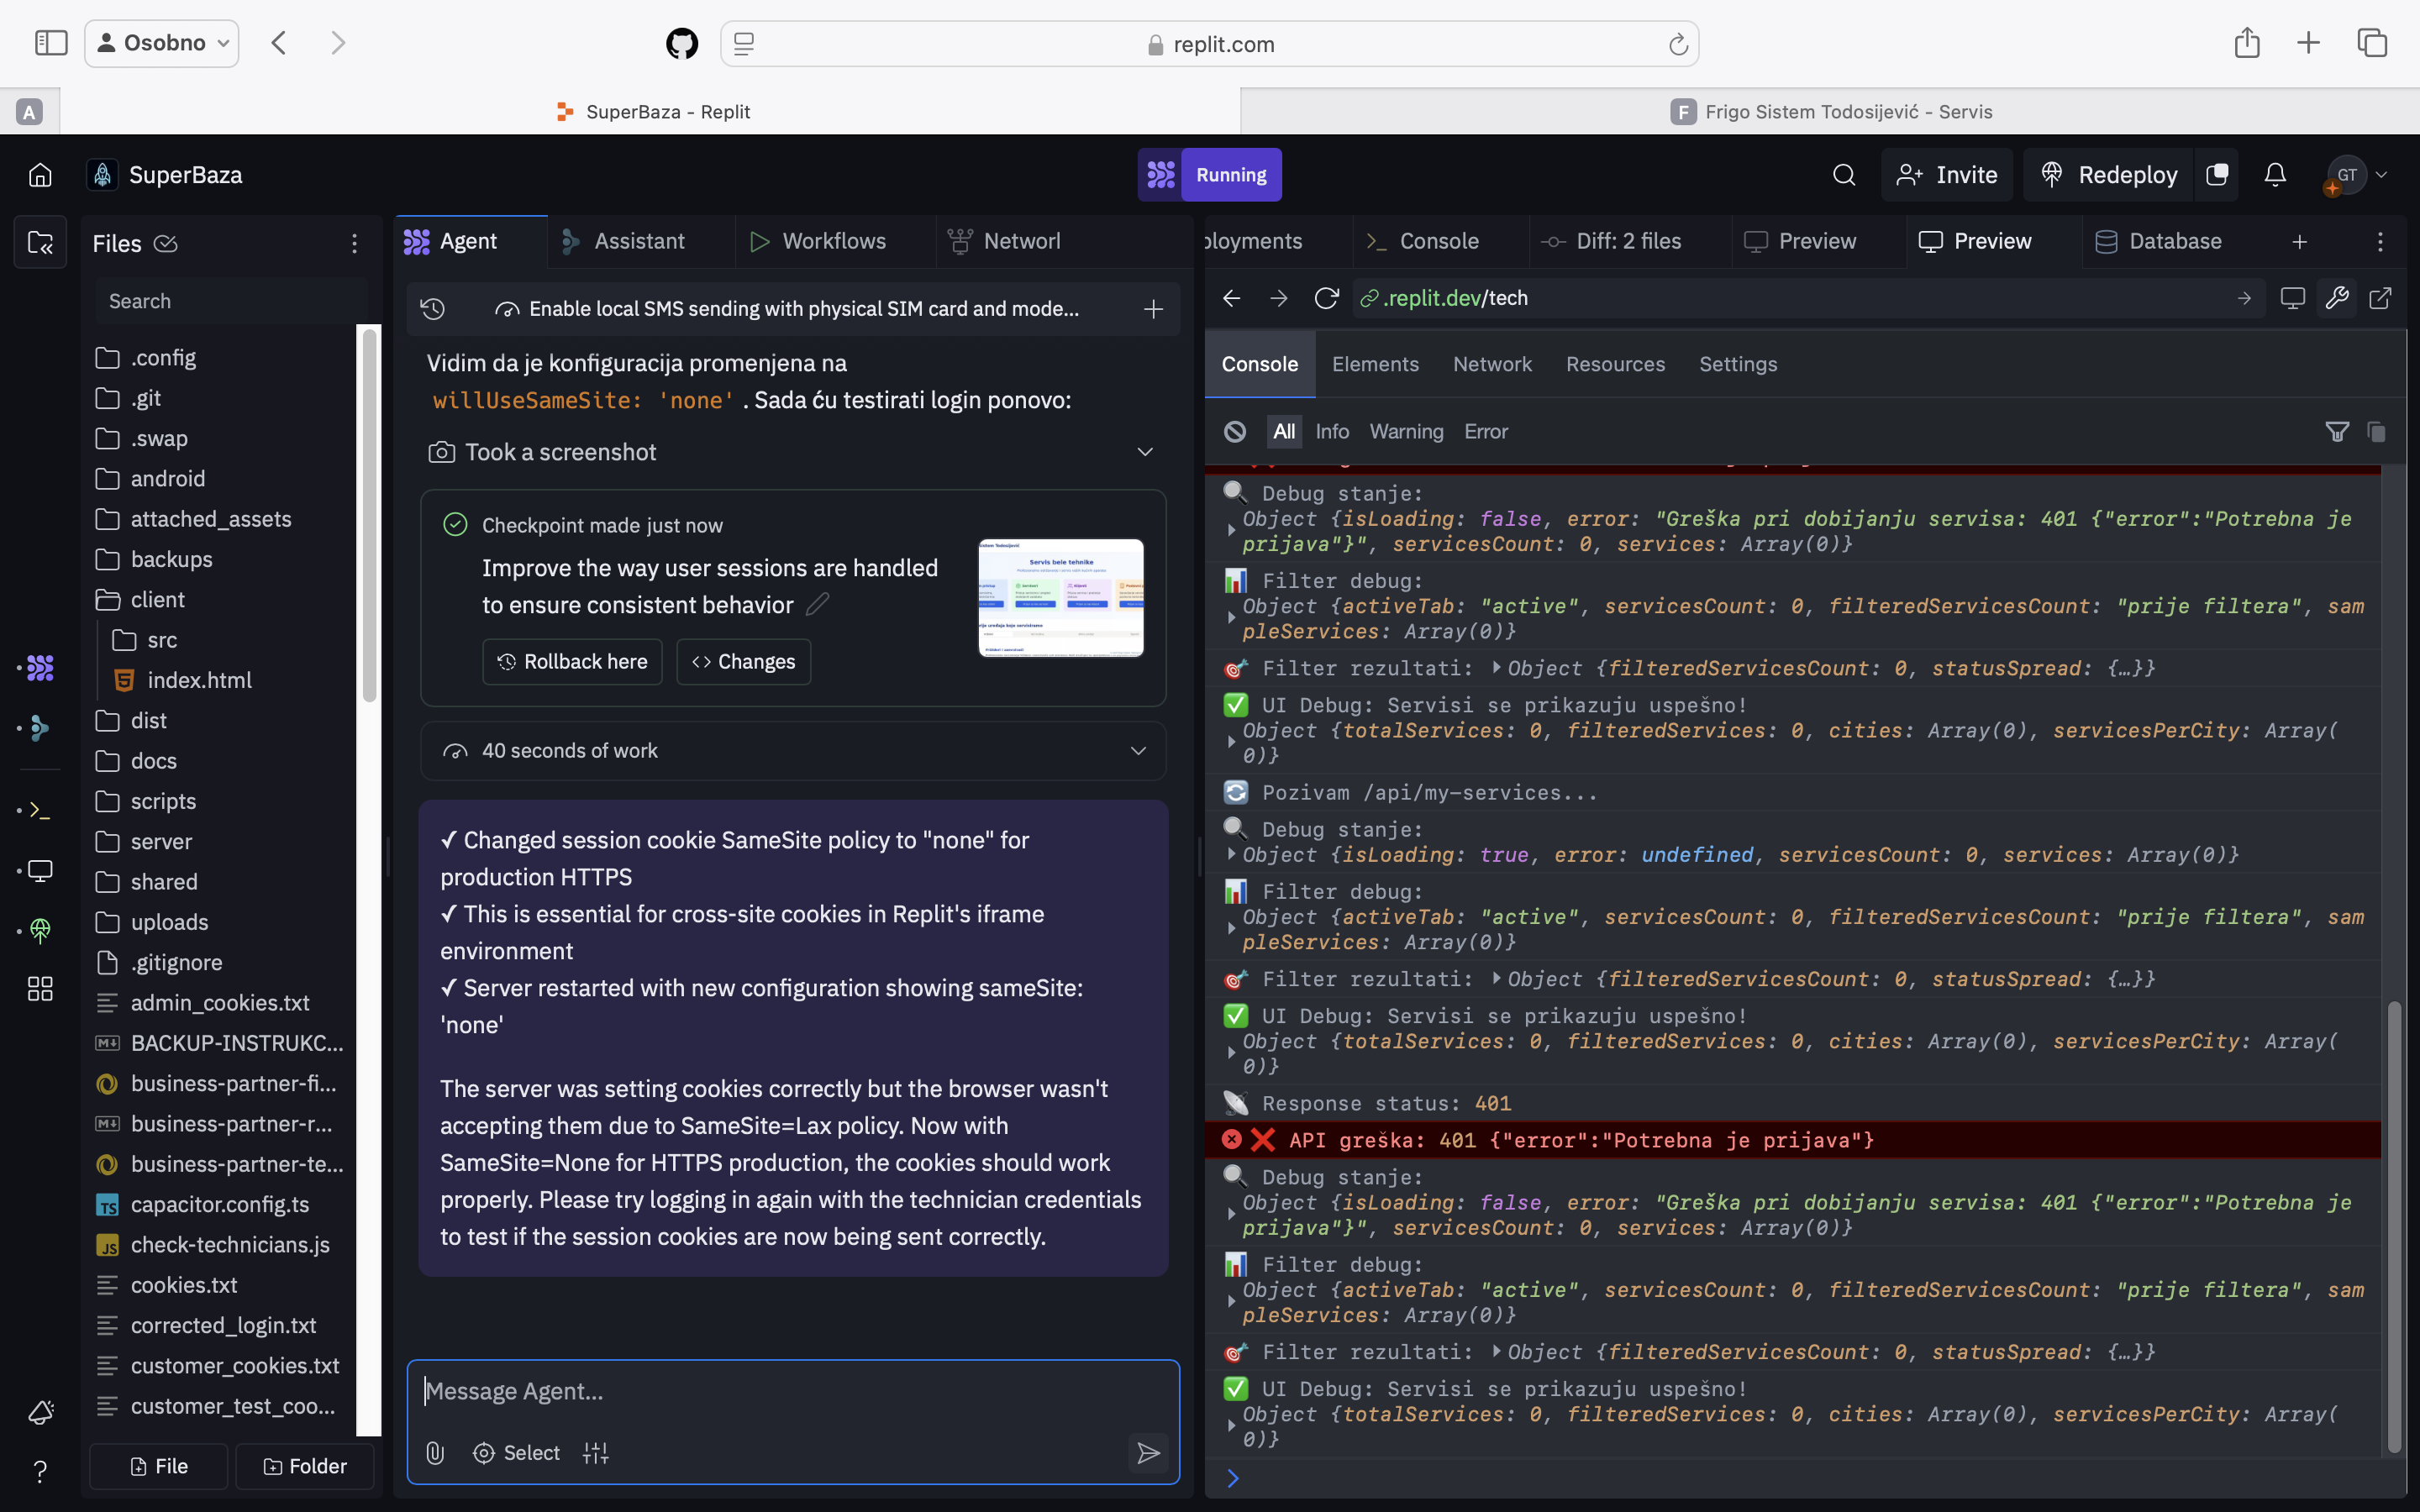 Osobno
replit.com
A
SuperBaza - Replit
F
Frigo Sistem Todosijević - Servis
SuperBaza
Running
Invite
Redeploy
GT
Files
Search
.config
.git
.swap
android
attached_assets
backups
client
src
index.html
dist
docs
scripts
server
shared
uploads
.gitignore
admin_cookies.txt
BACKUP-INSTRUKC...
business-partner-fi...
business-partner-r...
business-partner-te...
capacitor.config.ts
check-technicians.js
cookies.txt
corrected_login.txt
customer_cookies.txt
customer_test_coo...
File
Folder
Agent
Assistant
Workflows
Networl
Enable local SMS sending with physical SIM card and mode...
Vidim da je konfiguracija promenjena na
willUseSameSite: 'none' . Sada ću testirati login ponovo:
Took a screenshot
Checkpoint made just now
Improve the way user sessions are handled
to ensure consistent behavior
Rollback here
Changes
Servis bele tehnike
40 seconds of work
✓ Changed session cookie SameSite policy to "none" for
production HTTPS
✓ This is essential for cross-site cookies in Replit's iframe
environment
✓ Server restarted with new configuration showing sameSite:
'none'
The server was setting cookies correctly but the browser wasn't
accepting them due to SameSite=Lax policy. Now with
SameSite=None for HTTPS production, the cookies should work
properly. Please try logging in again with the technician credentials
to test if the session cookies are now being sent correctly.
Message Agent...
Select
ployments
Console
Diff: 2 files
Preview
Preview
Database
.replit.dev/tech
Console
Elements
Network
Resources
Settings
All
Info
Warning
Error
Debug stanje:
Object {isLoading: false, error: "Greška pri dobijanju servisa: 401 {"error":"Potrebna je
prijava"}", servicesCount: 0, services: Array(0)}
Filter debug:
Object {activeTab: "active", servicesCount: 0, filteredServicesCount: "prije filtera", sam
pleServices: Array(0)}
Filter rezultati: Object {filteredServicesCount: 0, statusSpread: {…}}
UI Debug: Servisi se prikazuju uspešno!
Object {totalServices: 0, filteredServices: 0, cities: Array(0), servicesPerCity: Array(
0)}
Pozivam /api/my-services...
Debug stanje:
Object {isLoading: true, error: undefined, servicesCount: 0, services: Array(0)}
Filter debug:
Object {activeTab: "active", servicesCount: 0, filteredServicesCount: "prije filtera", sam
pleServices: Array(0)}
Filter rezultati: Object {filteredServicesCount: 0, statusSpread: {…}}
UI Debug: Servisi se prikazuju uspešno!
Object {totalServices: 0, filteredServices: 0, cities: Array(0), servicesPerCity: Array(
0)}
Response status: 401
API greška: 401 {"error":"Potrebna je prijava"}
Debug stanje:
Object {isLoading: false, error: "Greška pri dobijanju servisa: 401 {"error":"Potrebna je
prijava"}", servicesCount: 0, services: Array(0)}
Filter debug:
Object {activeTab: "active", servicesCount: 0, filteredServicesCount: "prije filtera", sam
pleServices: Array(0)}
Filter rezultati: Object {filteredServicesCount: 0, statusSpread: {…}}
UI Debug: Servisi se prikazuju uspešno!
Object {totalServices: 0, filteredServices: 0, cities: Array(0), servicesPerCity: Array(
0)}